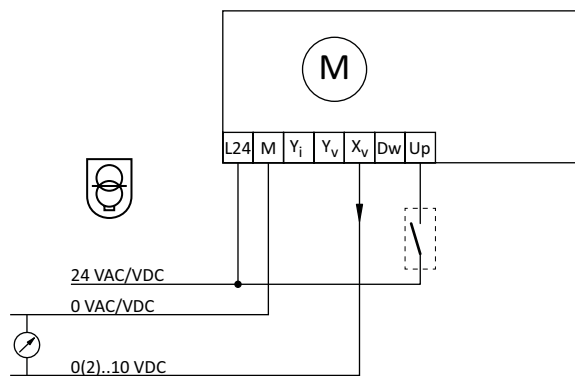 M
L24 M Yi Yv Xv Dw Up
24 VAC/VDC
0 VAC/VDC
0(2)..10 VDC